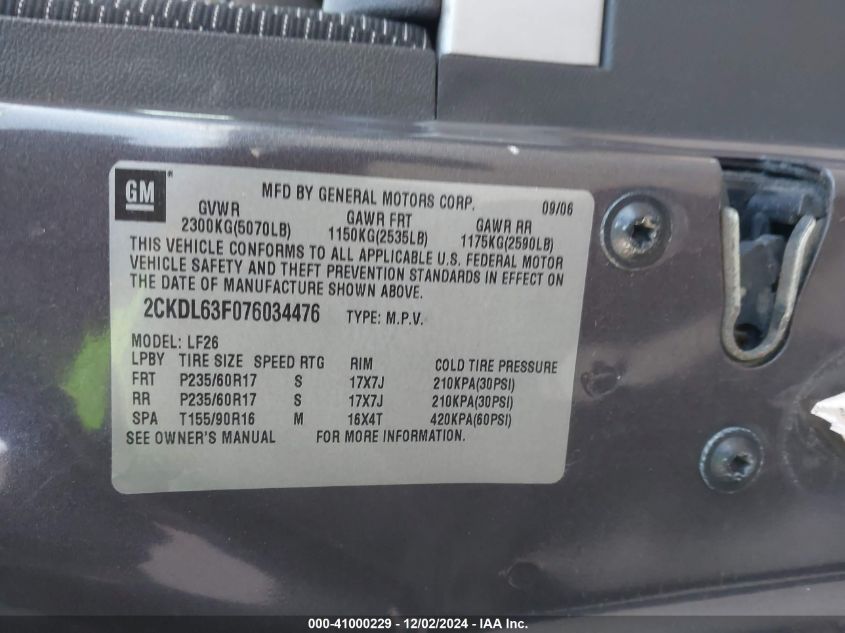 GM
MFD BY GENERAL MOTORS CORP. 09/06
GVWR GAWR FRT GAWR RR
2300KG(5070LB) 1150KG(2535LB) 1175KG(2590LB)
THIS VEHICLE CONFORMS TO ALL APPLICABLE U.S. FEDERAL MOTOR
VEHICLE SAFETY AND THEFT PREVENTION STANDARDS IN EFFECT ON
THE DATE OF MANUFACTURE SHOWN ABOVE.
2CKDL63F076034476 TYPE: M.P.V.
MODEL: LF26
LPBY TIRE SIZE SPEED RTG RIM COLD TIRE PRESSURE
FRT P235/60R17 S 17X7J 210KPA(30PSI)
RR P235/60R17 S 17X7J 210KPA(30PSI)
SPA T155/90R16 M 16X4T 420KPA(60PSI)
SEE OWNER'S MANUAL FOR MORE INFORMATION.
000-41000229 - 12/02/2024 - IAA Inc.